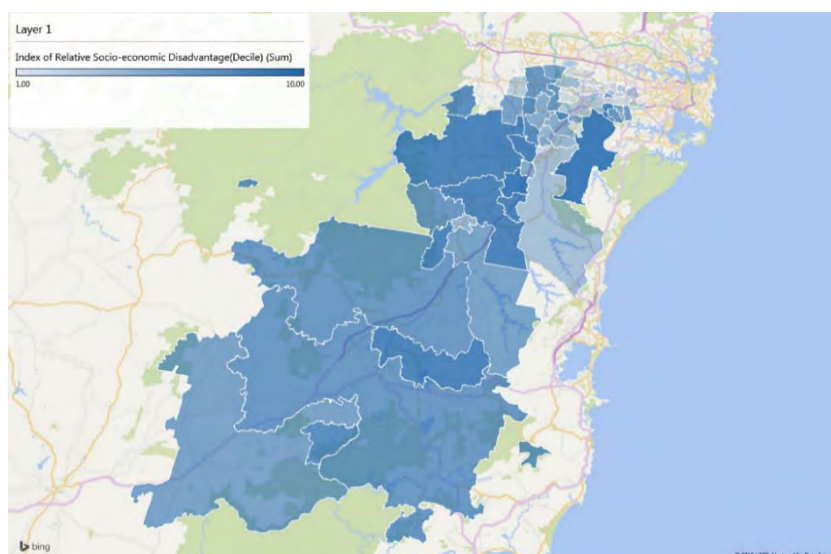 Layer 1
Index of Relative Socio-economic Disadvantage(Decile) (Sum)
1.00 10.00
bing